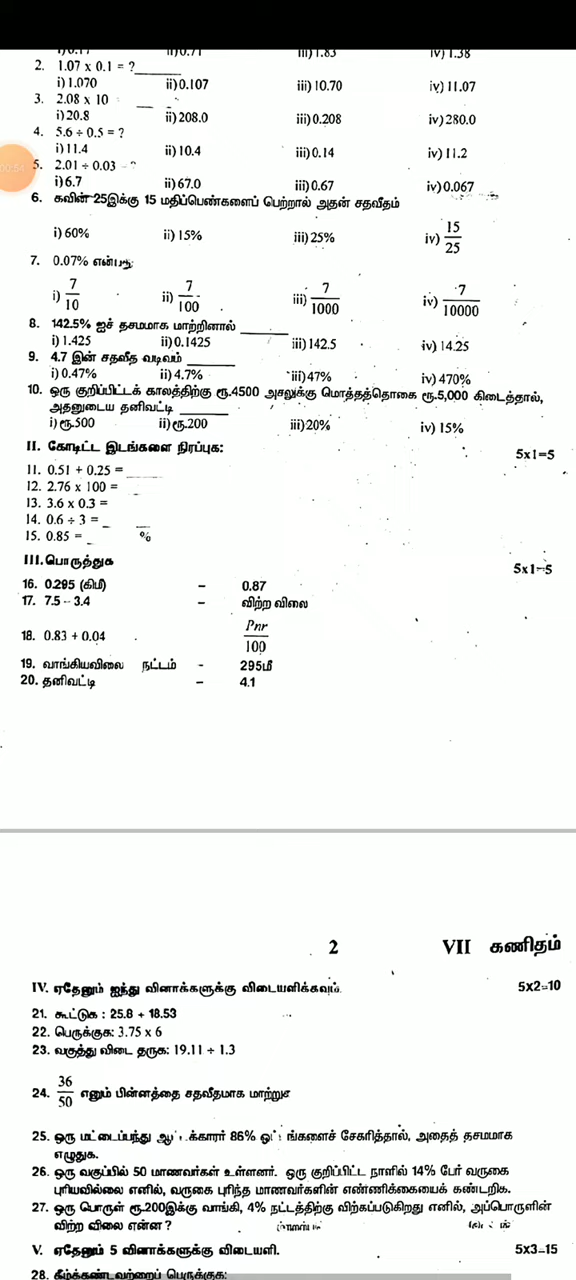 iii) 1.83 iv) 1.38
2. 1.07 x 0.1 = ?______
i) 1.070 ii) 0.107 iii) 10.70 iv) 11.07
3. 2.08 x 10
i) 20.8 ii) 208.0 iii) 0.208 iv) 280.0
4. 5.6 ÷ 0.5 = ?
i) 11.4 ii) 10.4 iii) 0.14 iv) 11.2
5. 2.01 ÷ 0.03 = ?
i) 6.7 ii) 67.0 iii) 0.67 iv) 0.067
6. கவின் 25இக்கு 15 மதிப்பெண்களைப் பெற்றால் அதன் சதவீதம்
i) 60% ii) 15% iii) 25% iv) 15/25
7. 0.07% என்பது
i) 7/10 ii) 7/100 iii) 7/1000 iv) 7/10000
8. 142.5% ஐச் தசமமாக மாற்றினால் ______
i) 1.425 ii) 0.1425 iii) 142.5 iv) 14.25
9. 4.7 இன் சதவீத வடிவம் ______
i) 0.47% ii) 4.7% iii) 47% iv) 470%
10. ஒரு குறிப்பிட்டக் காலத்திற்கு ரூ.4500 அசலுக்கு மொத்தத்தொகை ரூ.5,000 கிடைத்தால்,
அதனுடைய தனிவட்டி ______
i) ரூ.500 ii) ரூ.200 iii) 20% iv) 15%
II. கோடிட்ட இடங்களை நிரப்புக: 5x1=5
11. 0.51 + 0.25 =
12. 2.76 x 100 =
13. 3.6 x 0.3 =
14. 0.6 ÷ 3 =
15. 0.85 = %
III. பொருத்துக 5x1=5
16. 0.295 (கிமி) – 0.87
17. 7.5 – 3.4 – விற்ற விலை
18. 0.83 + 0.04 Pnr/100
19. வாங்கியவிலை நட்டம் - 295மீ
20. தனிவட்டி – 4.1
2 VII கணிதம்
IV. ஏதேனும் ஐந்து வினாக்களுக்கு விடையளிக்கவும். 5x2=10
21. கூட்டுக : 25.8 + 18.53
22. பெருக்குக: 3.75 x 6
23. வகுத்து விடை தருக: 19.11 ÷ 1.3
24. 36/50 எனும் பின்னத்தை சதவீதமாக மாற்றுக
25. ஒரு மட்டைப்பந்து ஆட்டக்காரர் 86% ஓட்டங்களைச் சேகரித்தால், அதைத் தசமமாக
எழுதுக.
26. ஒரு வகுப்பில் 50 மாணவர்கள் உள்ளனர். ஒரு குறிப்பிட்ட நாளில் 14% பேர் வருகை
புரியவில்லை எனில், வருகை புரிந்த மாணவர்களின் எண்ணிக்கையைக் கண்டறிக.
27. ஒரு பொருள் ரூ.200இக்கு வாங்கி, 4% நட்டத்திற்கு விற்கப்படுகிறது எனில், அப்பொருளின்
விற்ற விலை என்ன ?
V. ஏதேனும் 5 வினாக்களுக்கு விடையளி. 5x3=15
28. கீழ்க்கண்டவற்றைப் பெருக்குக: